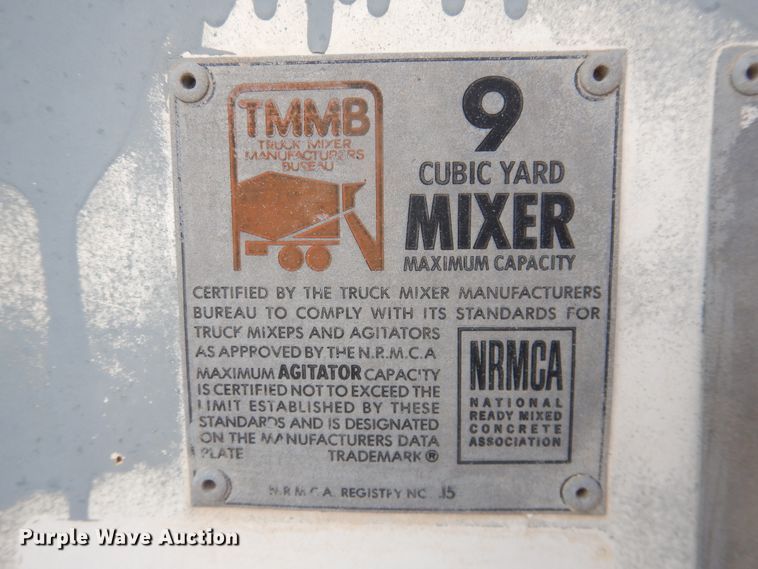 TMMB
TRUCK MIXER
MANUFACTURERS
BUREAU
9
CUBIC YARD
MIXER
MAXIMUM CAPACITY
CERTIFIED BY THE TRUCK MIXER MANUFACTURERS
BUREAU TO COMPLY WITH ITS STANDARDS FOR
TRUCK MIXERS AND AGITATORS
AS APPROVED BY THE N.R.M.C.A
MAXIMUM AGITATOR CAPACITY
IS CERTIFIED NOT TO EXCEED THE
LIMIT ESTABLISHED BY THESE
STANDARDS AND IS DESIGNATED
ON THE MANUFACTURERS DATA
PLATE TRADEMARK ®
NRMCA
NATIONAL
READY MIXED
CONCRETE
ASSOCIATION
N.R.M.C.A. REGISTRY NO. 15
Purple Wave Auction